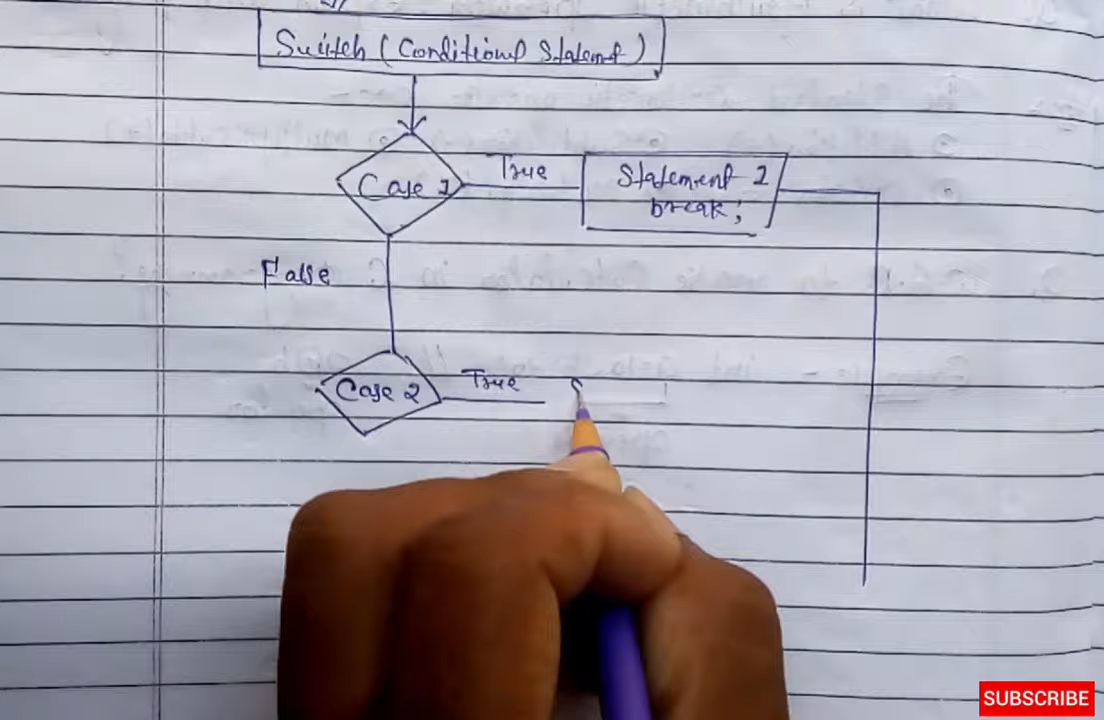 Switch (Conditional Statement)
Case 1
True
Statement 1
break;
False
Case 2
True
S
SUBSCRIBE